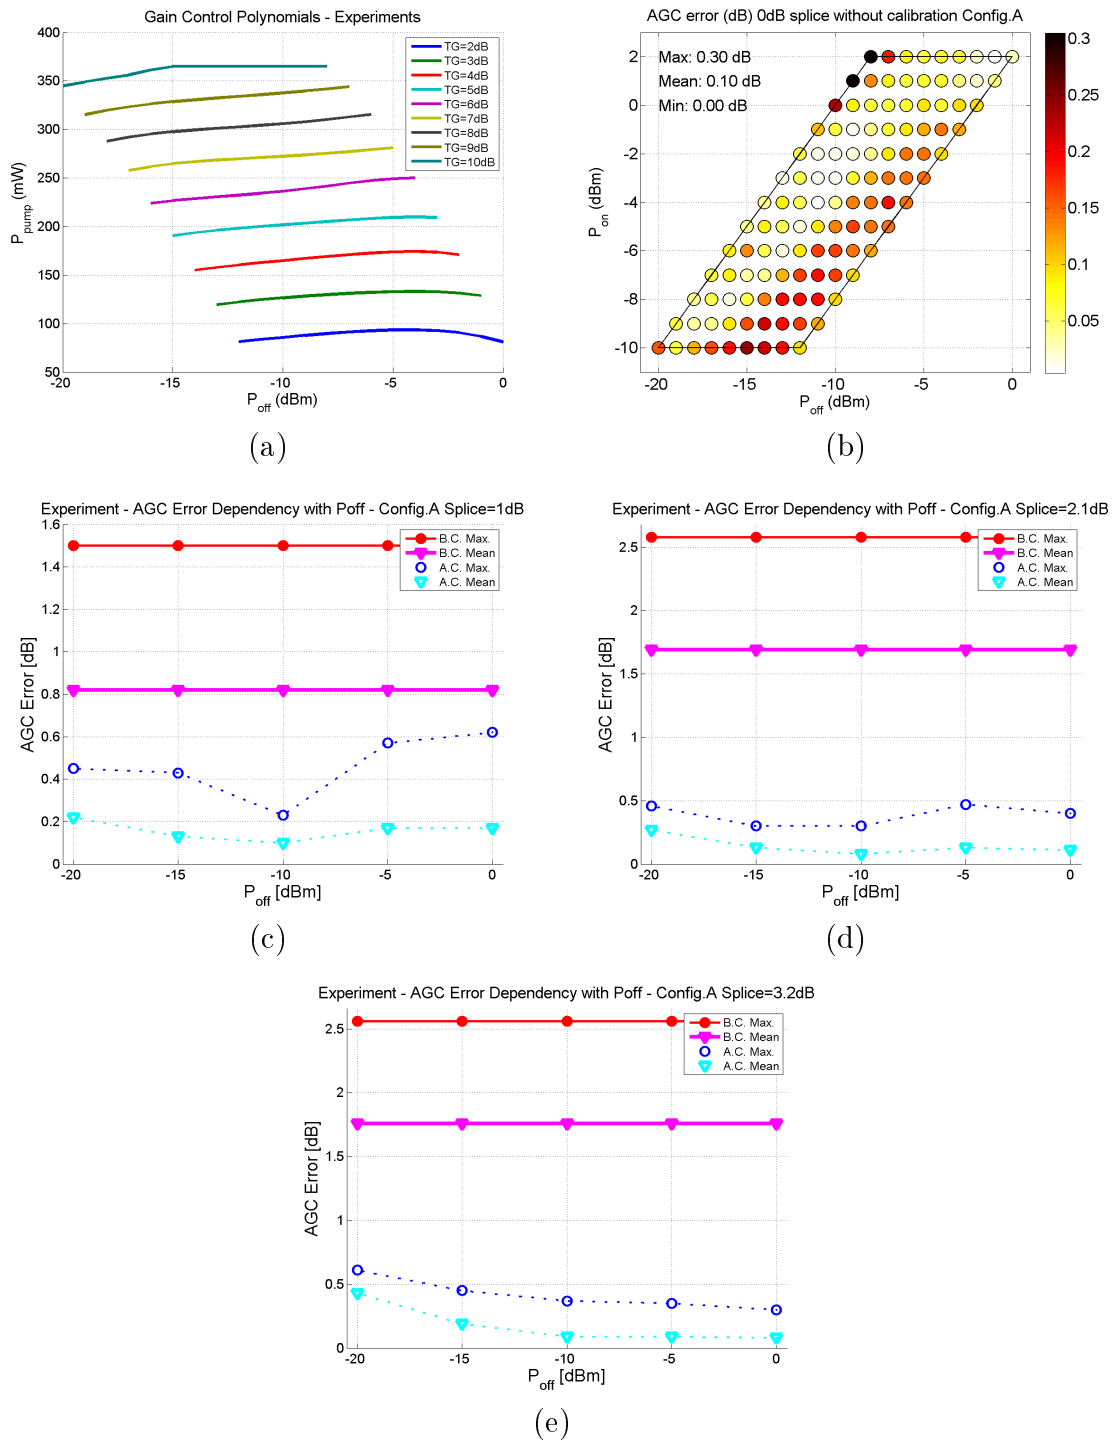 Gain Control Polynomials - Experiments
400
350
300
250
200
150
100
50
P_pump (mW)
TG=2dB
TG=3dB
TG=4dB
TG=5dB
TG=6dB
TG=7dB
TG=8dB
TG=9dB
TG=10dB
-20
-15
-10
-5
0
P_off (dBm)
(a)
AGC error (dB) 0dB splice without calibration Config.A
Max: 0.30 dB
Mean: 0.10 dB
Min: 0.00 dB
2
0
-2
-4
-6
-8
-10
P_on (dBm)
-20
-15
-10
-5
0
P_off (dBm)
0.3
0.25
0.2
0.15
0.1
0.05
(b)
Experiment - AGC Error Dependency with Poff - Config.A Splice=1dB
1.6
1.4
1.2
1
0.8
0.6
0.4
0.2
0
AGC Error [dB]
B.C. Max.
B.C. Mean
A.C. Max.
A.C. Mean
-20
-15
-10
-5
0
P_off [dBm]
(c)
Experiment - AGC Error Dependency with Poff - Config.A Splice=2.1dB
2.5
2
1.5
1
0.5
0
AGC Error [dB]
B.C. Max.
B.C. Mean
A.C. Max.
A.C. Mean
-20
-15
-10
-5
0
P_off [dBm]
(d)
Experiment - AGC Error Dependency with Poff - Config.A Splice=3.2dB
2.5
2
1.5
1
0.5
0
AGC Error [dB]
B.C. Max.
B.C. Mean
A.C. Max.
A.C. Mean
-20
-15
-10
-5
0
P_off [dBm]
(e)